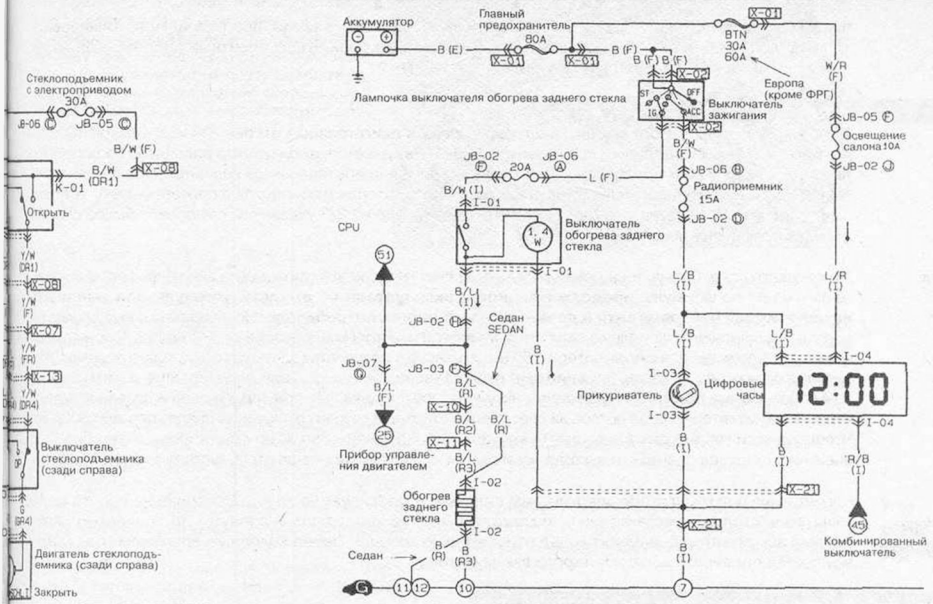 Аккумулятор
Главный
предохранитель
80A
B (E)
X-01
X-01
B (F)
X-01
BTN
30A
60A
Европа
(кроме ФРГ)
W/R
(F)
B (F)
B (F)
X-02
Стеклоподъемник
с электроприводом
30A
JB-06 C
JB-05 C
Лампочка выключателя обогрева заднего стекла
ST
OFF
IG
ACC
Выключатель
зажигания
X-02
JB-05 F
Освещение
салона 10A
JB-02 J
B/W (F)
X-08
B/W
(DR1)
K-01
Открыть
JB-02
F
20A
JB-06
A
L (F)
B/W (I)
I-01
B/W
(F)
JB-06 H
Радиоприемник
15A
JB-02 D
1, 4
W
Выключатель
обогрева заднего
стекла
I-01
CPU
51
Y/W
(DR1)
X-08
Y/W
(F)
X-07
Y/W
(FR)
X-13
Y/W
(DR4)
B/L
(I)
JB-02 H
Седан
SEDAN
L/B
(I)
L/R
(I)
JB-07
G
B/L
(F)
25
Прибор управле-
ния двигателем
JB-03 F
B/L
(R)
X-10
B/L
(R2)
B/L
(R)
X-11
B/L
(R3)
B
(I)
L/B
(I)
L/B
(I)
L/R
(I)
I-04
I-03
Прикуриватель
I-03
Цифровые
часы
12:00
I-04
B
(I)
B
(I)
R/B
(I)
Выключатель
стеклоподъемника
(сзади справа)
UP
G
(GR4)
I-02
Обогрев
заднего
стекла
I-02
X-21
X-21
45
Комбинированный
выключатель
Двигатель стеклоподъ-
емника (сзади справа)
Закрыть
Седан
B
(R)
B
(R3)
B
(I)
G
11
12
10
7